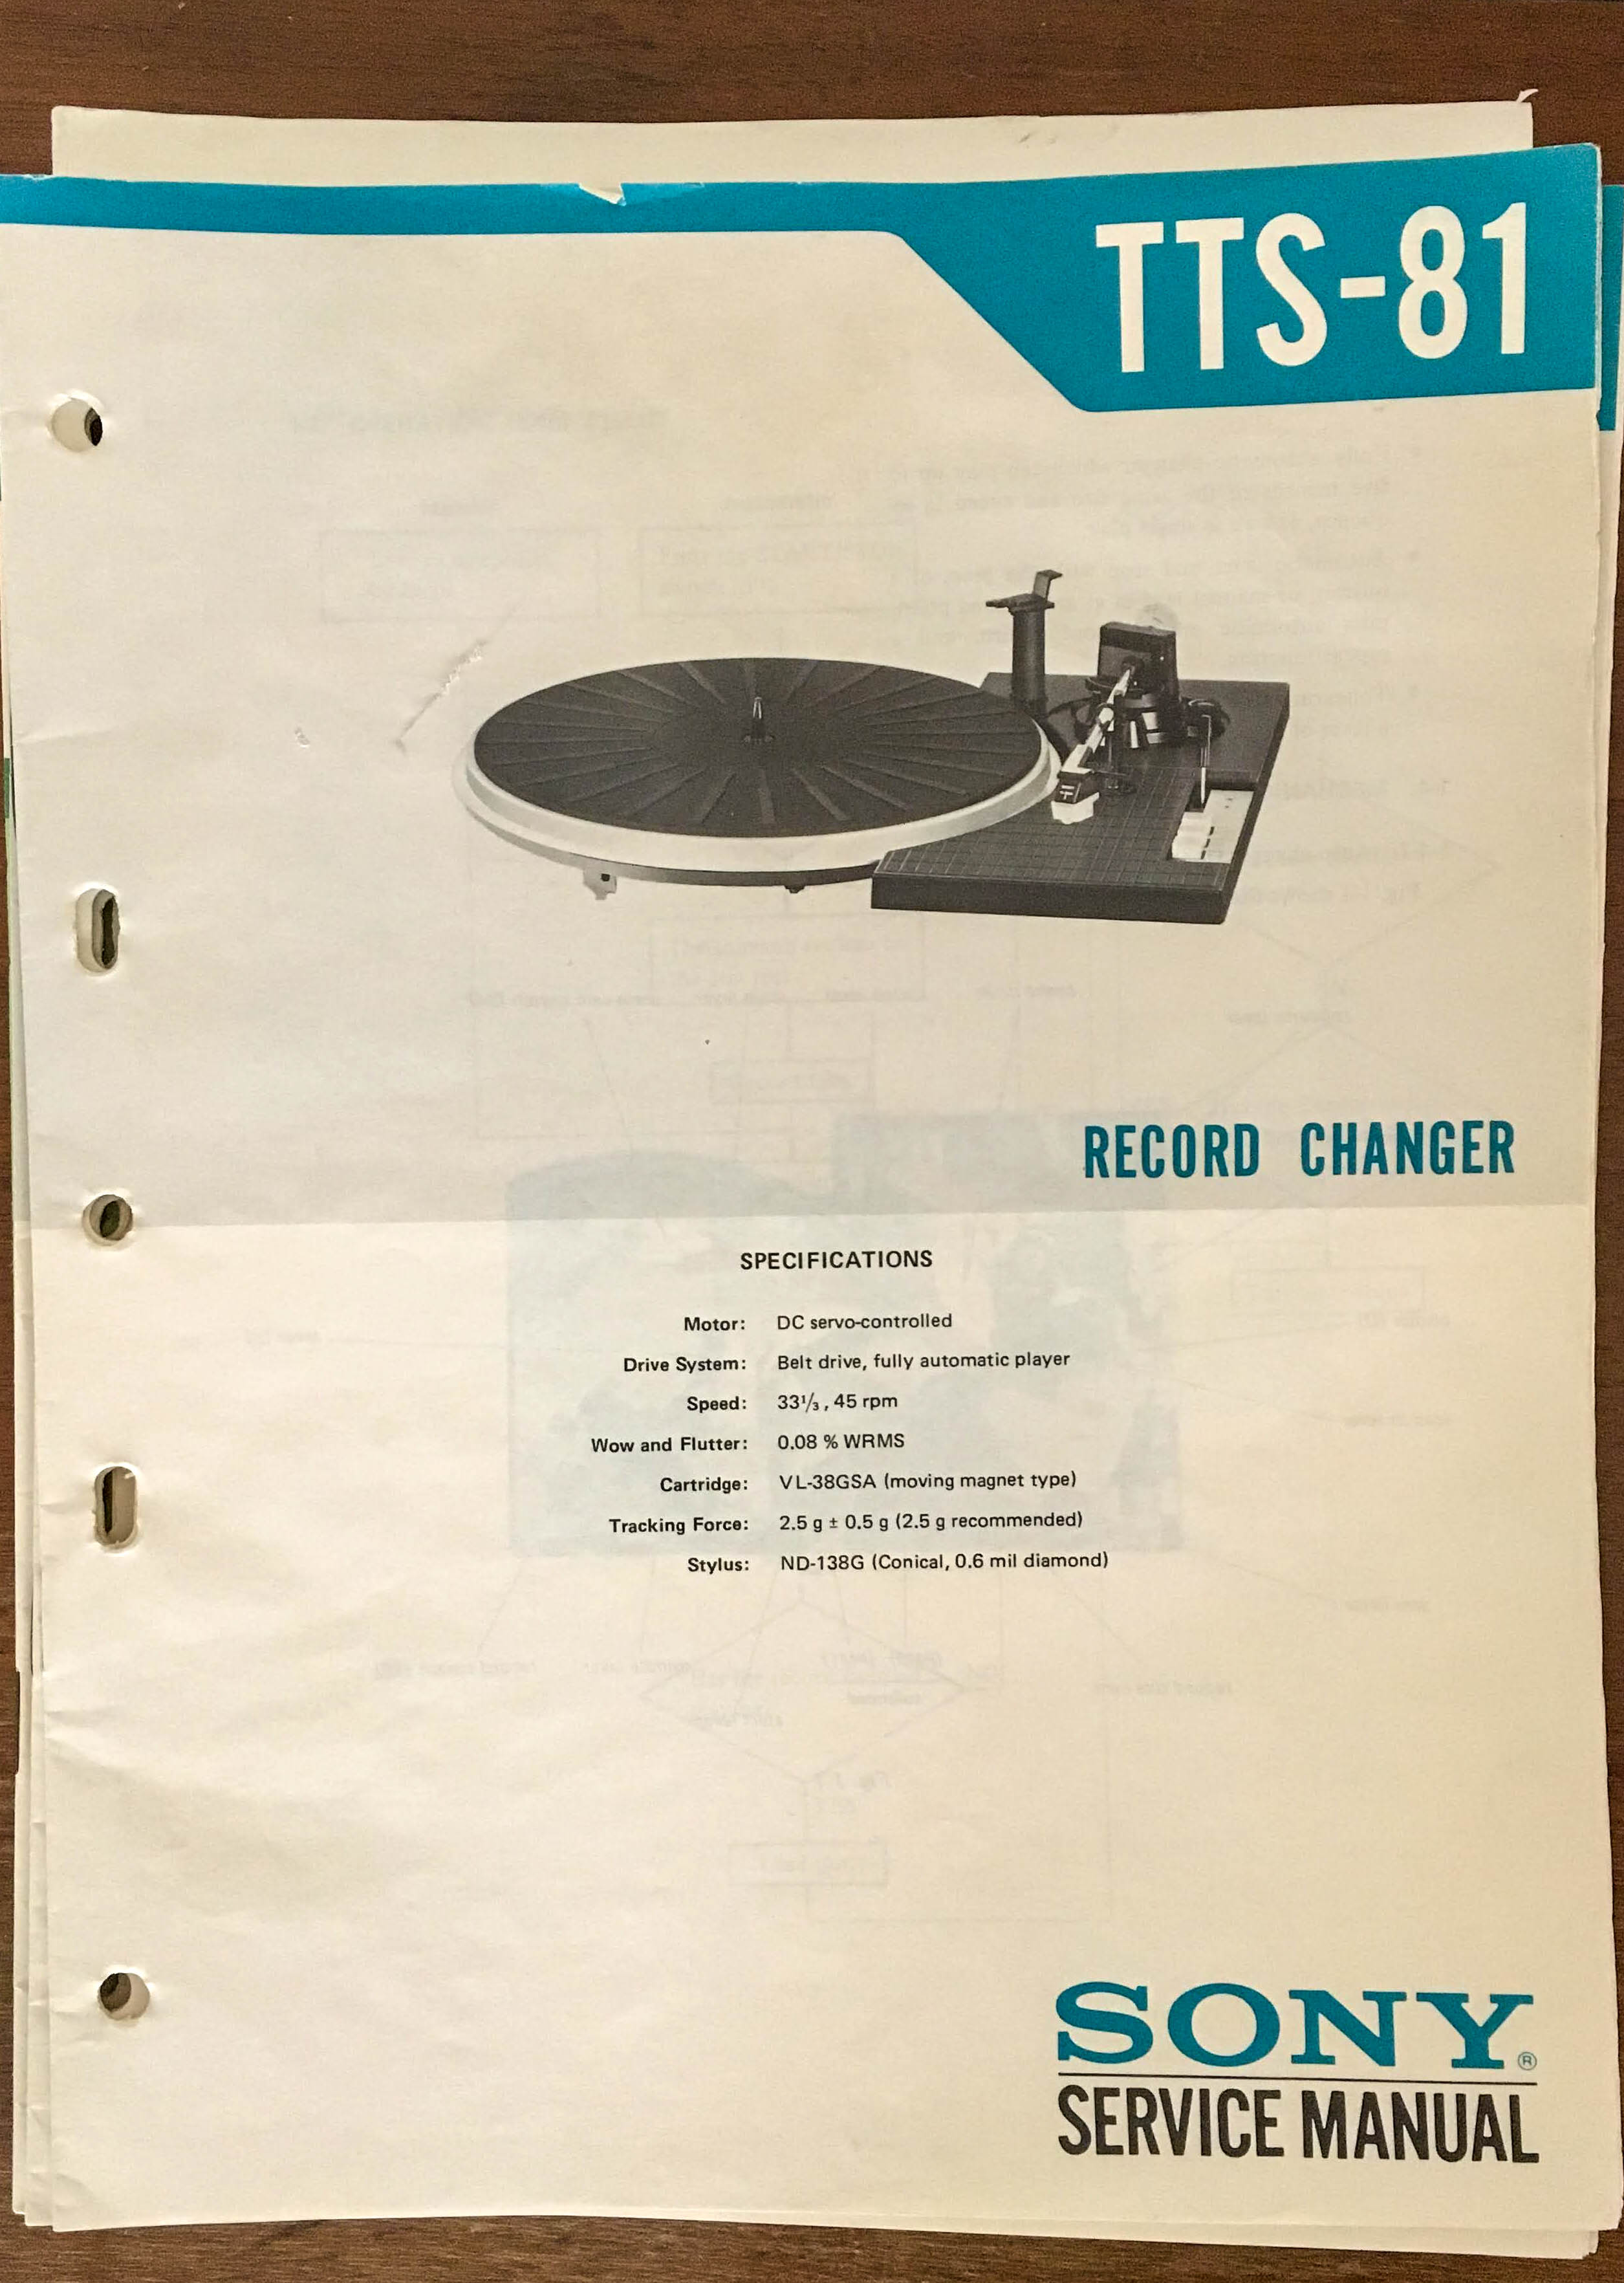 TTS-81
RECORD CHANGER
SPECIFICATIONS
Motor: DC servo-controlled
Drive System: Belt drive, fully automatic player
Speed: 33¹/₃, 45 rpm
Wow and Flutter: 0.08 % WRMS
Cartridge: VL-38GSA (moving magnet type)
Tracking Force: 2.5 g ± 0.5 g (2.5 g recommended)
Stylus: ND-138G (Conical, 0.6 mil diamond)
SONY®
SERVICE MANUAL